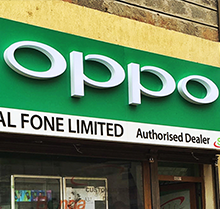 oppo
AL FONE LIMITED Authorised Dealer